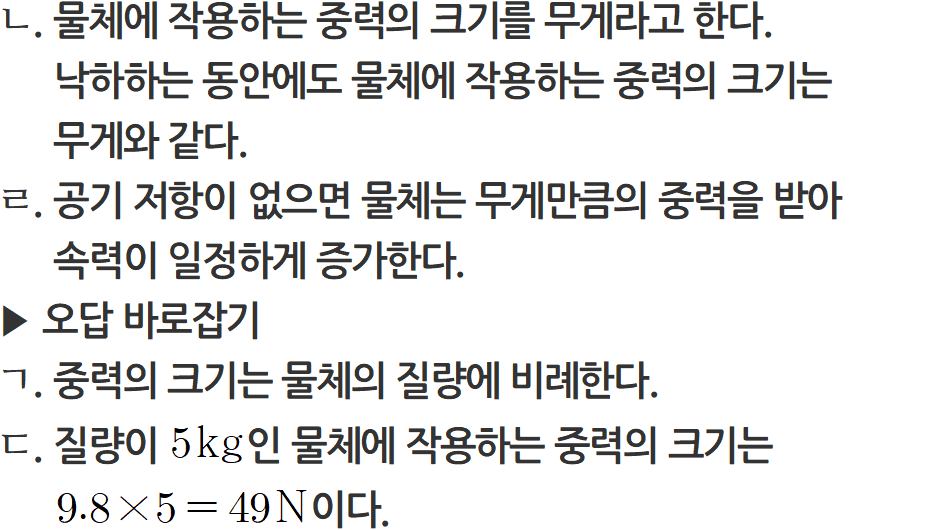 ㄴ. 물체에 작용하는 중력의 크기를 무게라고 한다.
낙하하는 동안에도 물체에 작용하는 중력의 크기는
무게와 같다.
ㄹ. 공기 저항이 없으면 물체는 무게만큼의 중력을 받아
속력이 일정하게 증가한다.
▶ 오답 바로잡기
ㄱ. 중력의 크기는 물체의 질량에 비례한다.
ㄷ. 질량이 5kg인 물체에 작용하는 중력의 크기는
9.8×5=49N이다.